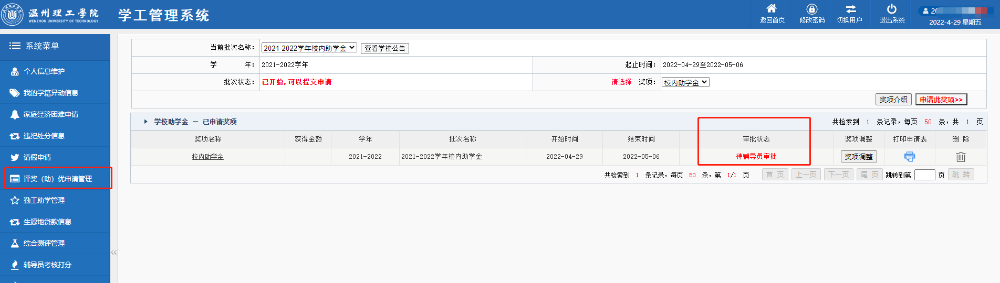 温州理工學院
WENZHOU UNIVERSITY OF TECHNOLOGY
学工管理系统
返回首页 修改密码 切换用户 退出系统
2022-4-29 星期五
系统菜单
个人信息维护
我的学籍异动信息
家庭经济困难申请
违纪处分信息
请假申请
评奖（助）优申请管理
勤工助学管理
生源地贷款信息
综合测评管理
辅导员考核打分
当前批次名称： 2021-2022学年校内助学金 查看学校公告
学 年： 2021-2022学年 起止时间： 2022-04-29至2022-05-06
批次状态： 已开始,可以提交申请 请选择 奖项： 校内助学金
奖项介绍 申请此奖项>>
学校助学金 — 已申请奖项 共检索到 1 条记录，每页 50 条，共 1 页
奖项名称 获得金额 学年 批次名称 开始时间 结束时间 审批状态 奖项调整 打印申请表 删 除
校内助学金 2021-2022 2021-2022学年校内助学金 2022-04-29 2022-05-06 待辅导员审批 奖项调整
共检索到 1 条记录，每页 50 条，第 1/1 页 首 页 上一页 下一页 尾 页 跳转到第 页 跳 转